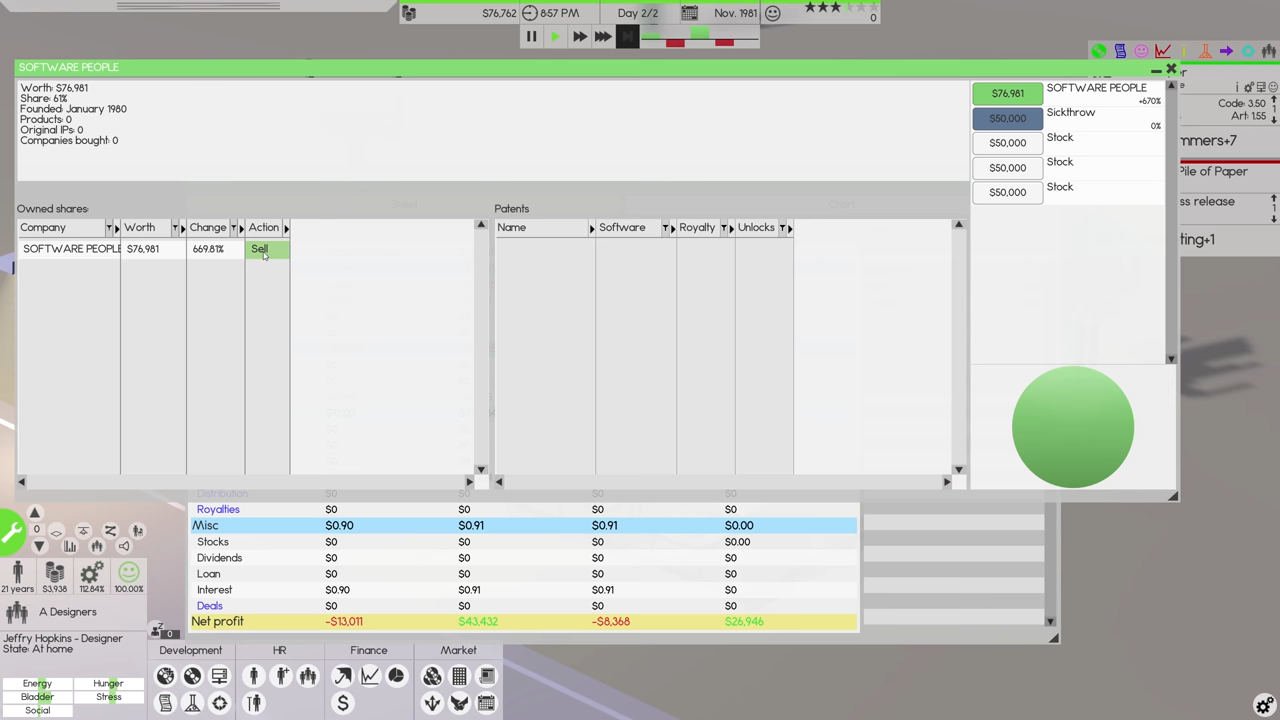 $76,762 8:57 PM Day 2/2 Nov. 1981 0
SOFTWARE PEOPLE
Worth: $76,981
Share: 61%
Founded: January 1980
Products: 0
Original IPs: 0
Companies bought: 0
$76,981 SOFTWARE PEOPLE
+670%
$50,000 Sickthrow
0%
$50,000 Stock
$50,000 Stock
$50,000 Stock
Code: 3.50
Art: 1.55
mmers+7
Pile of Paper
ss release
ting+1
Owned shares:
Company Worth Change Action
SOFTWARE PEOPLE $76,981 669.81% Sell
Patents
Name Software Royalty Unlocks
Distribution $0 $0 $0 $0
Royalties $0 $0 $0 $0
Misc $0.90 $0.91 $0.91 $0.00
Stocks $0 $0 $0 $0.00
Dividends $0 $0 $0 $0
Loan $0 $0 $0 $0
Interest $0.90 $0.91 $0.91 $0
Deals $0 $0 $0 $0
Net profit -$13,011 $43,432 -$8,368 $26,946
0
21 years $3,938 112.84% 100.00%
A Designers
Jeffry Hopkins - Designer
State: At home
Energy Hunger
Bladder Stress
Social
0
Development HR Finance Market